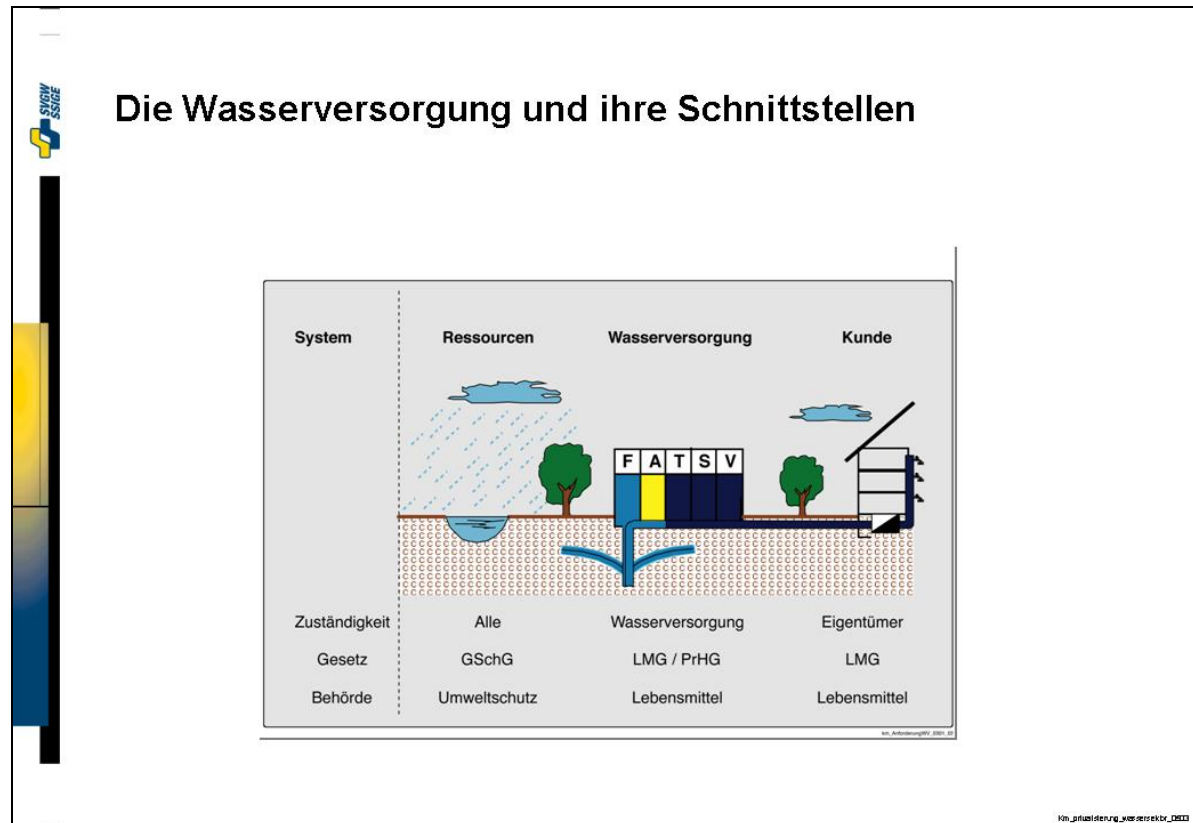 SVGW
SSIGE
Die Wasserversorgung und ihre Schnittstellen
System Ressourcen Wasserversorgung Kunde
F A T S V
Zuständigkeit Alle Wasserversorgung Eigentümer
Gesetz GSchG LMG / PrHG LMG
Behörde Umweltschutz Lebensmittel Lebensmittel